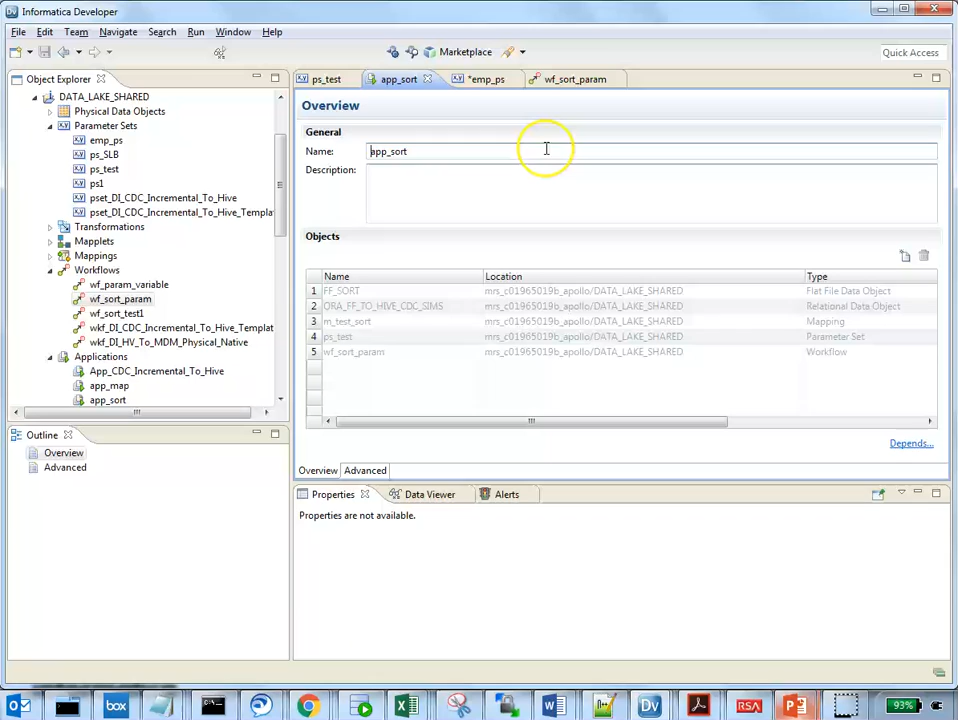 Informatica Developer
File Edit Team Navigate Search Run Window Help
Marketplace
Quick Access
Object Explorer
DATA_LAKE_SHARED
Physical Data Objects
Parameter Sets
emp_ps
ps_SLB
ps_test
ps1
pset_DI_CDC_Incremental_To_Hive
pset_DI_CDC_Incremental_To_Hive_Templat
Transformations
Mapplets
Mappings
Workflows
wf_param_variable
wf_sort_param
wf_sort_test1
wkf_DI_CDC_Incremental_To_Hive_Templat
wkf_DI_HV_To_MDM_Physical_Native
Applications
App_CDC_Incremental_To_Hive
app_map
app_sort
Outline
Overview
Advanced
ps_test app_sort *emp_ps wf_sort_param
Overview
General
Name: app_sort
Description:
Objects
Name Location Type
1 FF_SORT mrs_c01965019b_apollo/DATA_LAKE_SHARED Flat File Data Object
2 ORA_FF_TO_HIVE_CDC_SIMS mrs_c01965019b_apollo/DATA_LAKE_SHARED Relational Data Object
3 m_test_sort mrs_c01965019b_apollo/DATA_LAKE_SHARED Mapping
4 ps_test mrs_c01965019b_apollo/DATA_LAKE_SHARED Parameter Set
5 wf_sort_param mrs_c01965019b_apollo/DATA_LAKE_SHARED Workflow
Depends...
Overview Advanced
Properties Data Viewer Alerts
Properties are not available.
box Dv RSA 93%